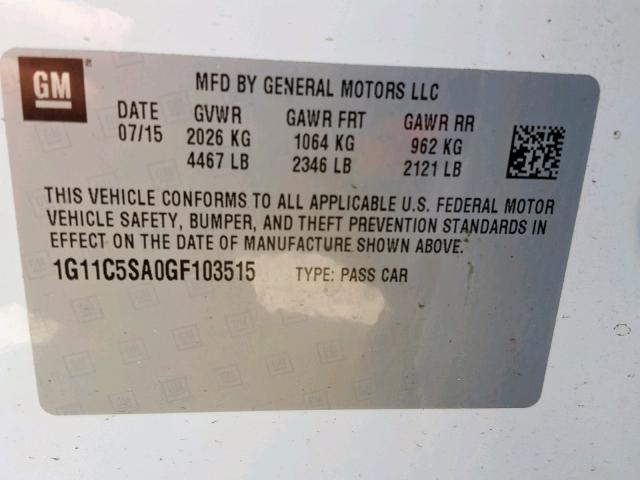 GM
MFD BY GENERAL MOTORS LLC
DATE GVWR GAWR FRT GAWR RR
07/15 2026 KG 1064 KG 962 KG
4467 LB 2346 LB 2121 LB
THIS VEHICLE CONFORMS TO ALL APPLICABLE U.S. FEDERAL MOTOR
VEHICLE SAFETY, BUMPER, AND THEFT PREVENTION STANDARDS IN
EFFECT ON THE DATE OF MANUFACTURE SHOWN ABOVE.
1G11C5SA0GF103515 TYPE: PASS CAR